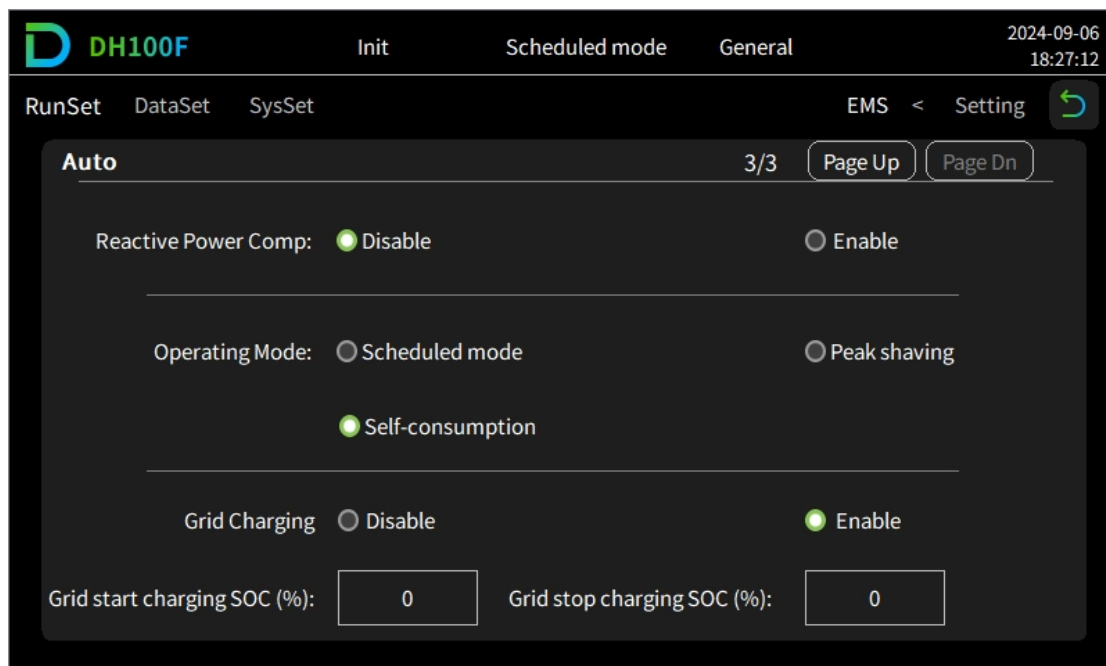 DH100F Init Scheduled mode General 2024-09-06
18:27:12
RunSet DataSet SysSet EMS < Setting
Auto 3/3 Page Up Page Dn
Reactive Power Comp: Disable Enable
Operating Mode: Scheduled mode Peak shaving
Self-consumption
Grid Charging Disable Enable
Grid start charging SOC (%): 0 Grid stop charging SOC (%): 0